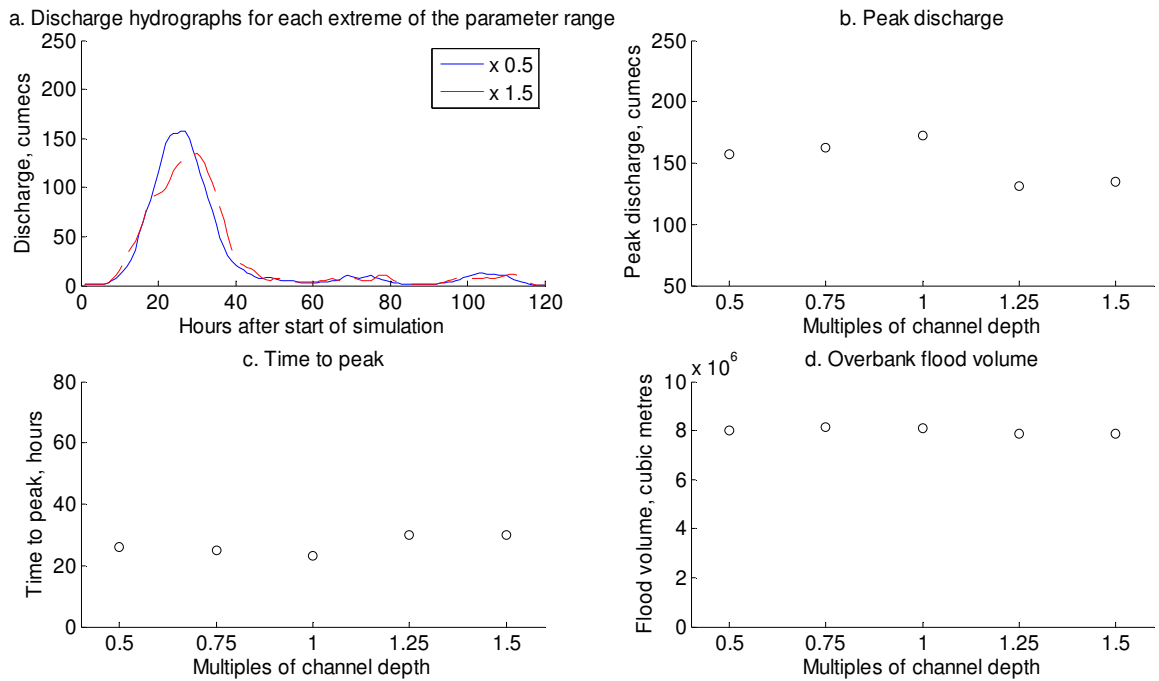 a. Discharge hydrographs for each extreme of the parameter range
250
200
150
100
50
0
Discharge, cumecs
x 0.5
x 1.5
0 20 40 60 80 100 120
Hours after start of simulation
b. Peak discharge
250
200
150
100
50
Peak discharge, cumecs
0.5 0.75 1 1.25 1.5
Multiples of channel depth
c. Time to peak
80
60
40
20
0
Time to peak, hours
0.5 0.75 1 1.25 1.5
Multiples of channel depth
d. Overbank flood volume
x 10^6
10
8
6
4
2
0
Flood volume, cubic metres
0.5 0.75 1 1.25 1.5
Multiples of channel depth